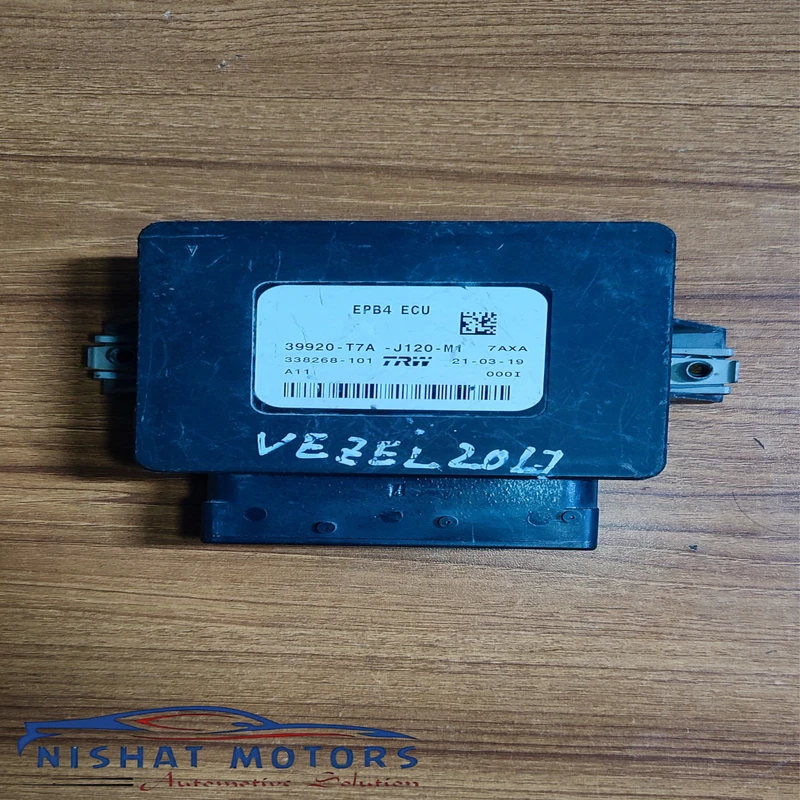 EPB4 ECU
39920-T7A -J120-M1 7AXA
338268-101 TRW 21-03-19
A11 000I
VEZEL 2017
NISHAT MOTORS
Automotive Solution